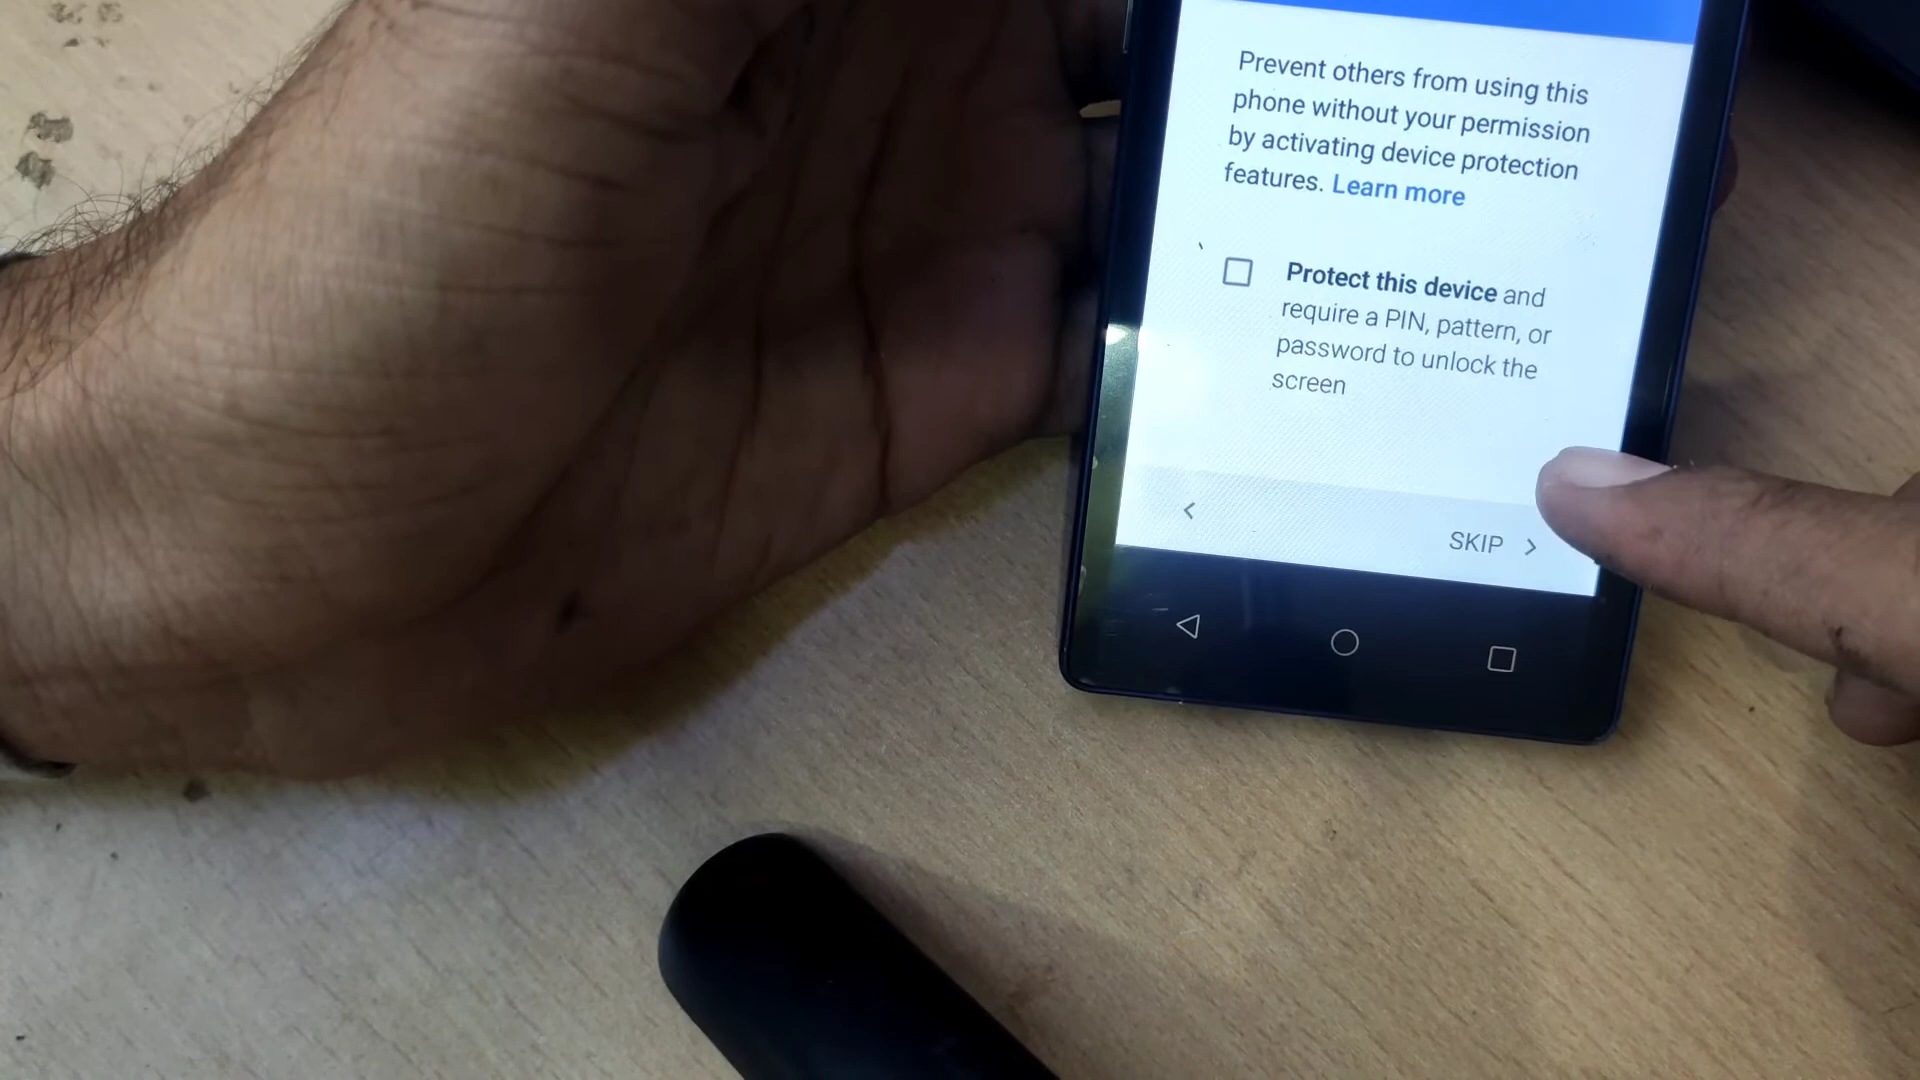 Prevent others from using this
phone without your permission
by activating device protection
features. Learn more
Protect this device and
require a PIN, pattern, or
password to unlock the
screen
SKIP